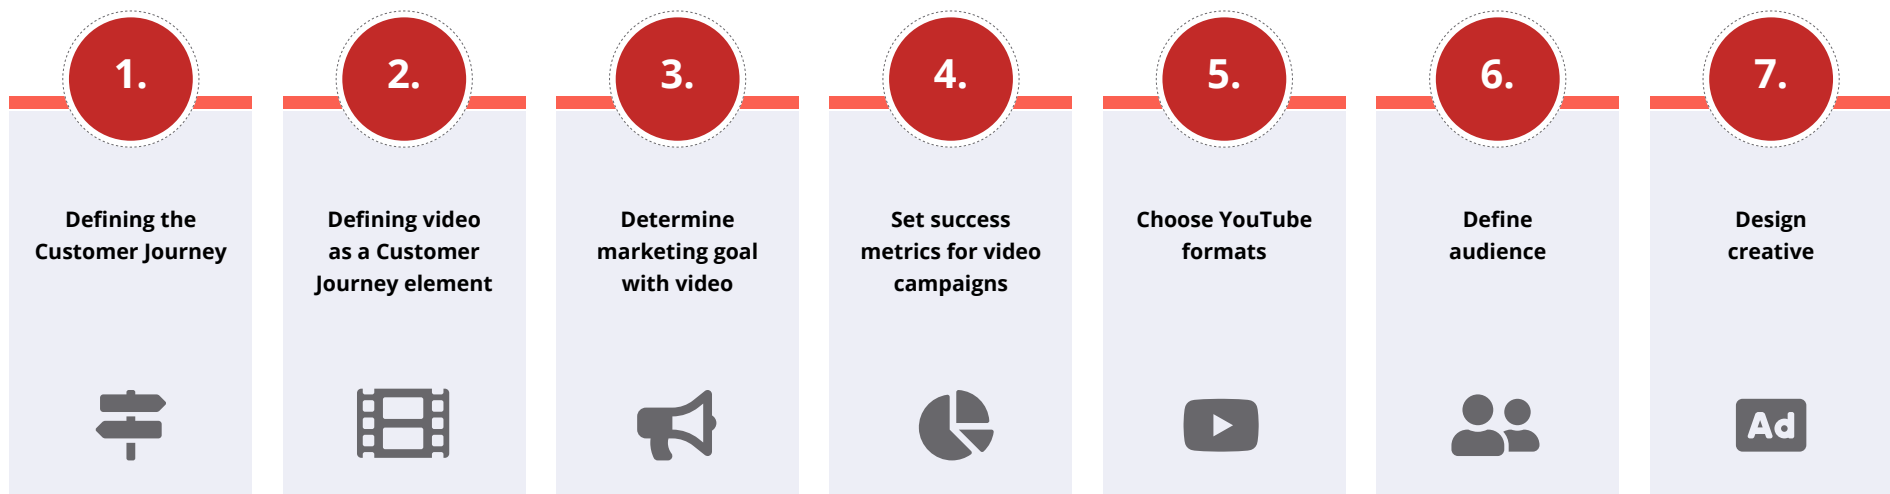 1.
Defining the
Customer Journey
2.
Defining video
as a Customer
Journey element
3.
Determine
marketing goal
with video
4.
Set success
metrics for video
campaigns
5.
Choose YouTube
formats
6.
Define
audience
7.
Design
creative
Ad